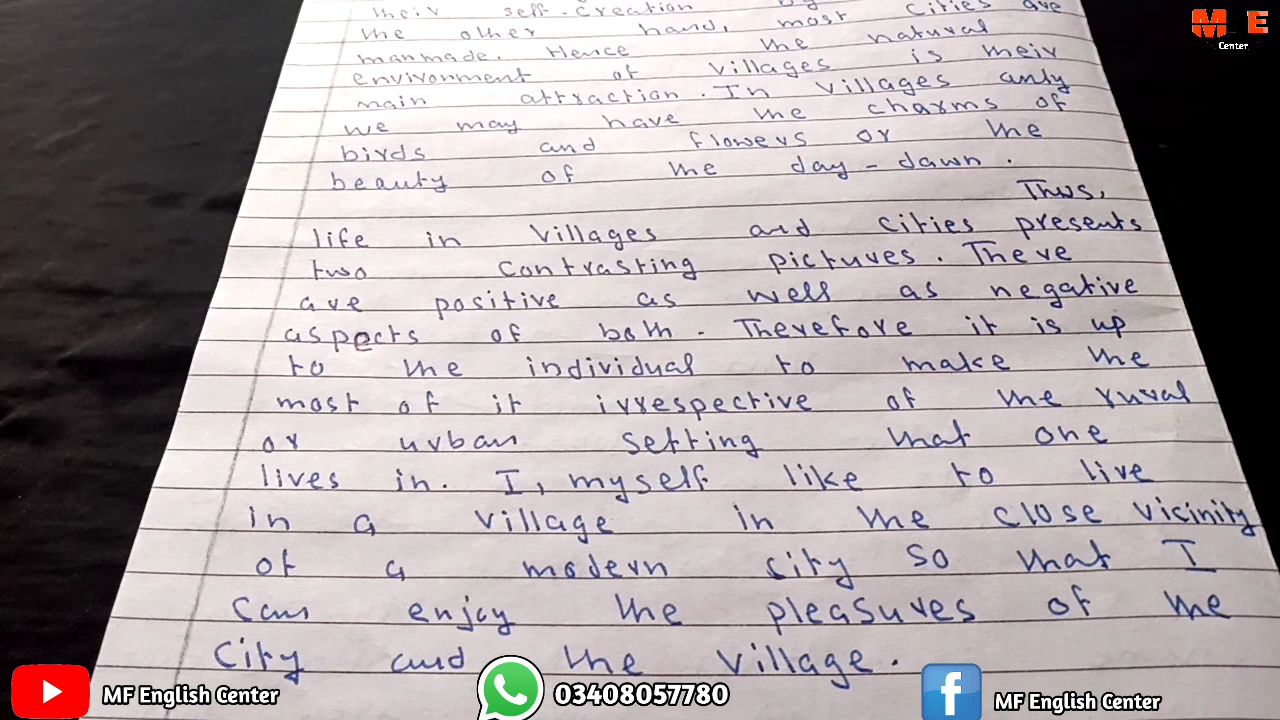 their self-creation
the other hand, most cities are
manmade. Hence the natural
environment of villages is their
main attraction. In villages only
we may have the charms of
birds and flowers or the
beauty of the day-dawn.
Thus,
life in villages and cities presents
two contrasting pictures. There
are positive as well as negative
aspects of both. Therefore it is up
to the individual to make the
most of it irrespective of the rural
or urban setting that one
lives in. I, myself like to live
in a village in the close vicinity
of a modern city so that I
can enjoy the pleasures of the
city and the village.
M E
Center
MF English Center
03408057780
MF English Center